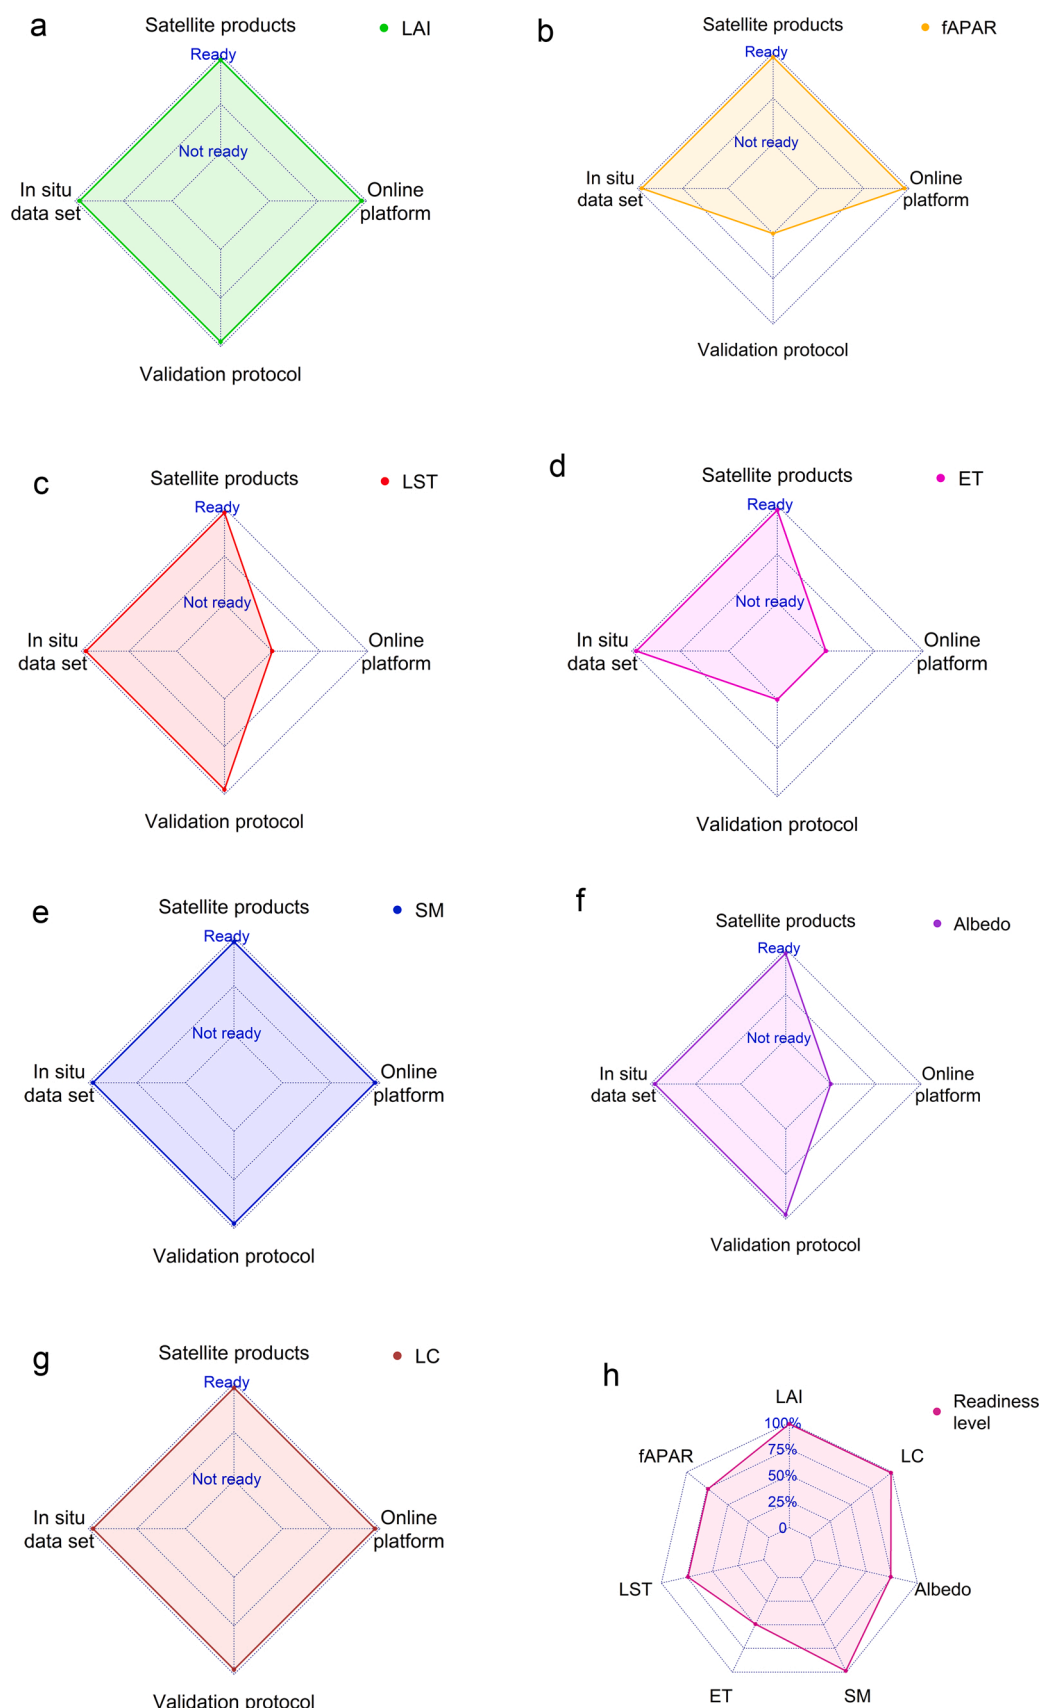 a
Satellite products
LAI
Ready
Not ready
In situ
data set
Online
platform
Validation protocol
b
Satellite products
fAPAR
Ready
Not ready
In situ
data set
Online
platform
Validation protocol
c
Satellite products
LST
Ready
Not ready
In situ
data set
Online
platform
Validation protocol
d
Satellite products
ET
Ready
Not ready
In situ
data set
Online
platform
Validation protocol
e
Satellite products
SM
Ready
Not ready
In situ
data set
Online
platform
Validation protocol
f
Satellite products
Albedo
Ready
Not ready
In situ
data set
Online
platform
Validation protocol
g
Satellite products
LC
Ready
Not ready
In situ
data set
Online
platform
Validation protocol
h
LAI
Readiness
level
100%
75%
50%
25%
0
fAPAR
LC
LST
Albedo
ET
SM